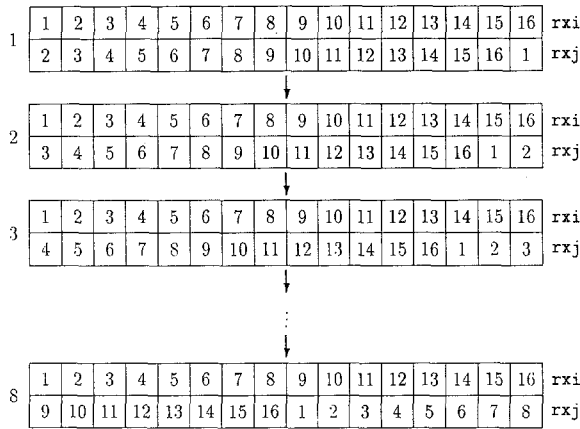 1 2 3 4 5 6 7 8 9 10 11 12 13 14 15 16 rxi
1
2 3 4 5 6 7 8 9 10 11 12 13 14 15 16 1 rxj
1 2 3 4 5 6 7 8 9 10 11 12 13 14 15 16 rxi
2
3 4 5 6 7 8 9 10 11 12 13 14 15 16 1 2 rxj
1 2 3 4 5 6 7 8 9 10 11 12 13 14 15 16 rxi
3
4 5 6 7 8 9 10 11 12 13 14 15 16 1 2 3 rxj
1 2 3 4 5 6 7 8 9 10 11 12 13 14 15 16 rxi
8
9 10 11 12 13 14 15 16 1 2 3 4 5 6 7 8 rxj